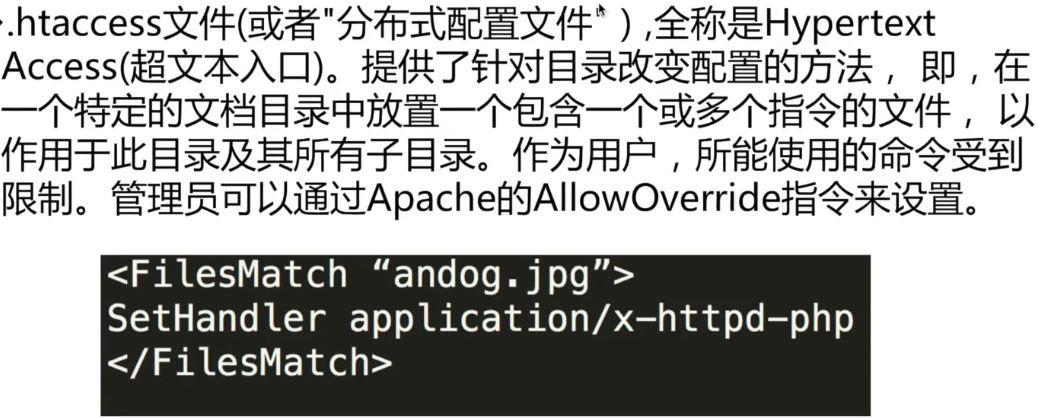 .htaccess文件(或者"分布式配置文件"）,全称是Hypertext
Access(超文本入口)。提供了针对目录改变配置的方法，即，在
一个特定的文档目录中放置一个包含一个或多个指令的文件，以
作用于此目录及其所有子目录。作为用户，所能使用的命令受到
限制。管理员可以通过Apache的AllowOverride指令来设置。
<FilesMatch “andog.jpg”>
SetHandler application/x-httpd-php
</FilesMatch>